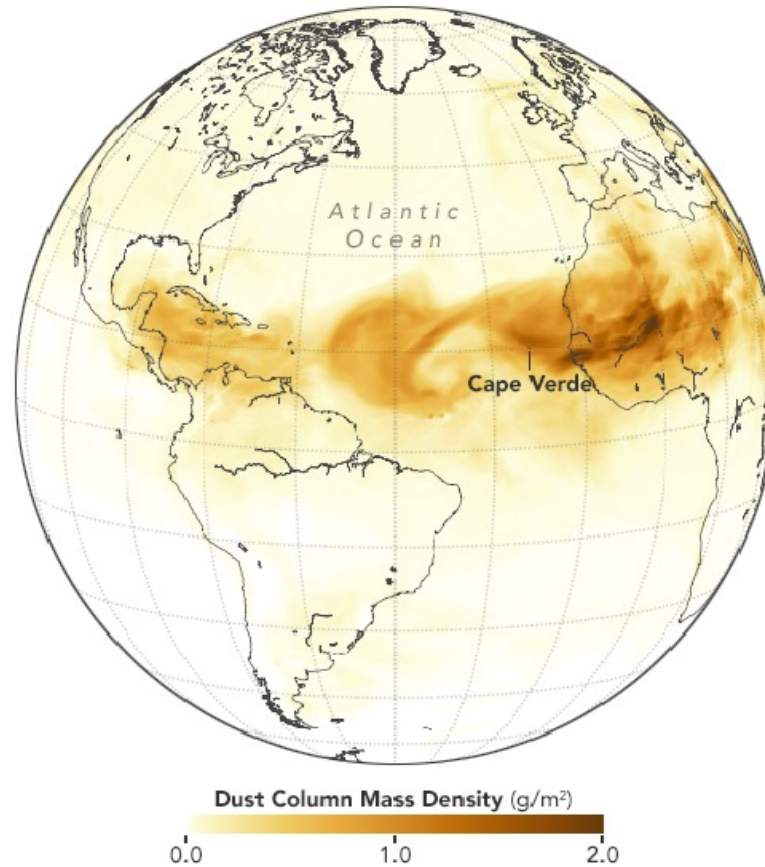 Atlantic
Ocean
Cape Verde
Dust Column Mass Density (g/m²)
0.0 1.0 2.0